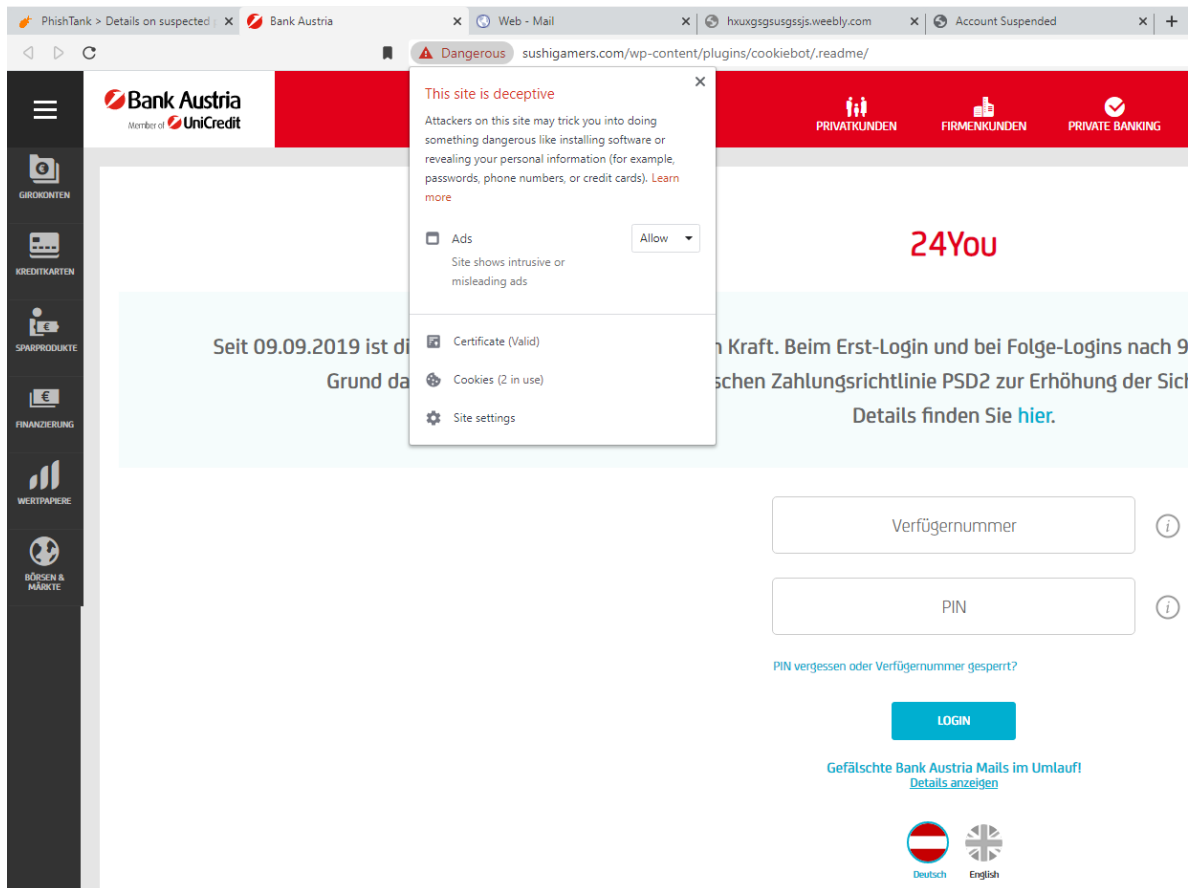 PhishTank > Details on suspected
Bank Austria
Web - Mail
hxuxgsgsusgssjs.weebly.com
Account Suspended
Dangerous
sushigamers.com/wp-content/plugins/cookiebot/.readme/
Bank Austria
Member of UniCredit
PRIVATKUNDEN
FIRMENKUNDEN
PRIVATE BANKING
This site is deceptive
Attackers on this site may trick you into doing
something dangerous like installing software or
revealing your personal information (for example,
passwords, phone numbers, or credit cards). Learn
more
Ads
Allow
Site shows intrusive or
misleading ads
Certificate (Valid)
Cookies (2 in use)
Site settings
GIROKONTEN
KREDITKARTEN
SPARPRODUKTE
FINANZIERUNG
WERTPAPIERE
BÖRSEN &
MÄRKTE
24You
Seit 09.09.2019 ist di n Kraft. Beim Erst-Login und bei Folge-Logins nach 9
Grund da schen Zahlungsrichtlinie PSD2 zur Erhöhung der Sich
Details finden Sie hier.
Verfügernummer
PIN
PIN vergessen oder Verfügernummer gesperrt?
LOGIN
Gefälschte Bank Austria Mails im Umlauf!
Details anzeigen
Deutsch
English